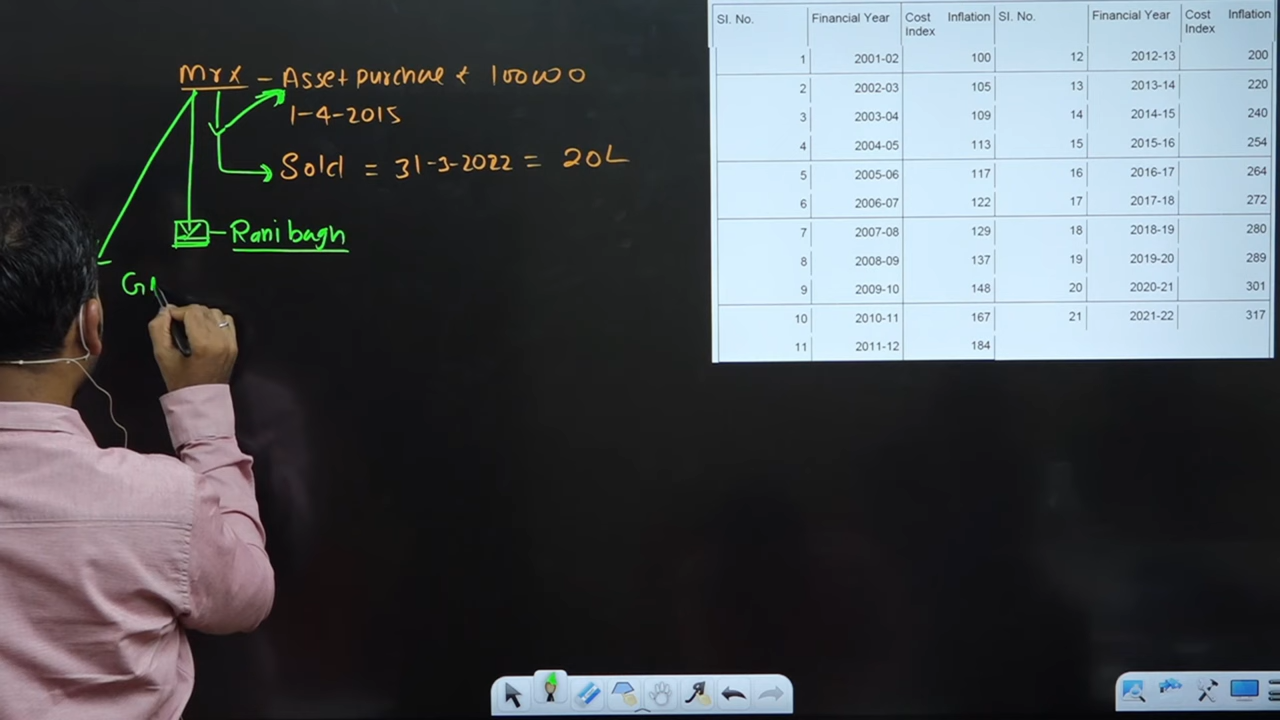 Mr X - Asset purchase ₹ 100000
1-4-2015
Sold = 31-3-2022 = 20L
Rani bagh
SI. No. Financial Year Cost Inflation Index SI. No. Financial Year Cost Inflation Index
1 2001-02 100 12 2012-13 200
2 2002-03 105 13 2013-14 220
3 2003-04 109 14 2014-15 240
4 2004-05 113 15 2015-16 254
5 2005-06 117 16 2016-17 264
6 2006-07 122 17 2017-18 272
7 2007-08 129 18 2018-19 280
8 2008-09 137 19 2019-20 289
9 2009-10 148 20 2020-21 301
10 2010-11 167 21 2021-22 317
11 2011-12 184